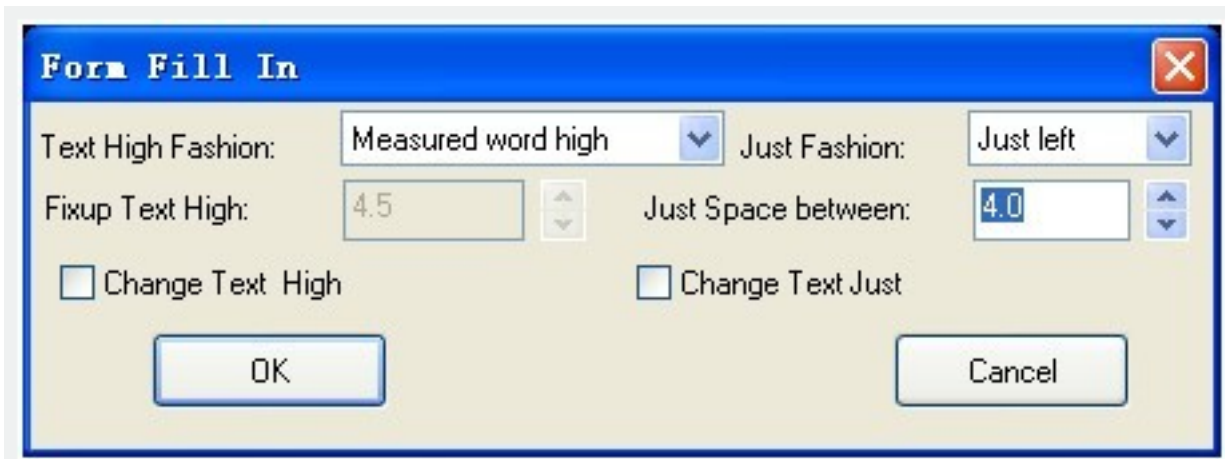 Form Fill In
Text High Fashion: Measured word high Just Fashion: Just left
Fixup Text High: 4.5 Just Space between: 4.0
Change Text High Change Text Just
OK Cancel